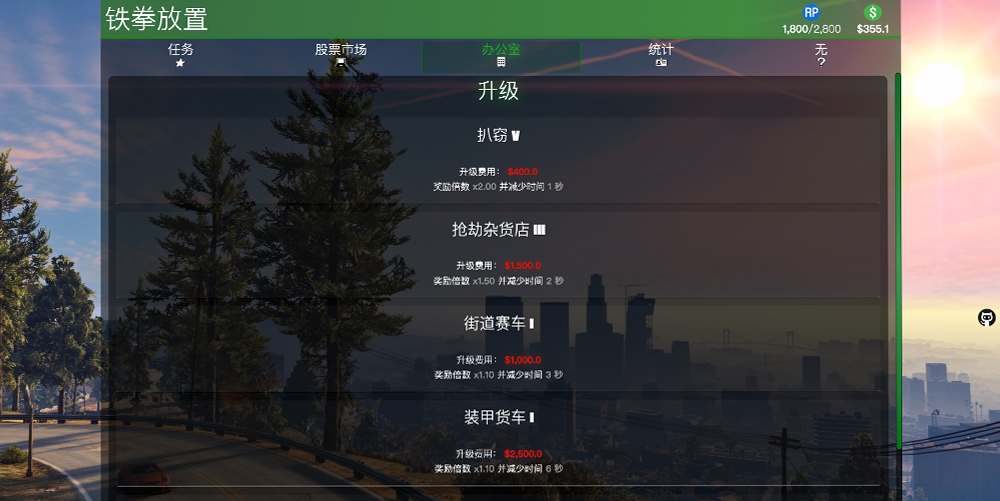 铁拳放置
RP
$
1,800/2,800
$355.1
任务
股票市场
办公室
统计
无
?
升级
扒窃
升级费用： $400.0
奖励倍数 x2.00 并减少时间 1 秒
抢劫杂货店
升级费用： $1,500.0
奖励倍数 x1.50 并减少时间 2 秒
街道赛车
升级费用： $1,000.0
奖励倍数 x1.10 并减少时间 3 秒
装甲货车
升级费用： $2,500.0
奖励倍数 x1.10 并减少时间 6 秒